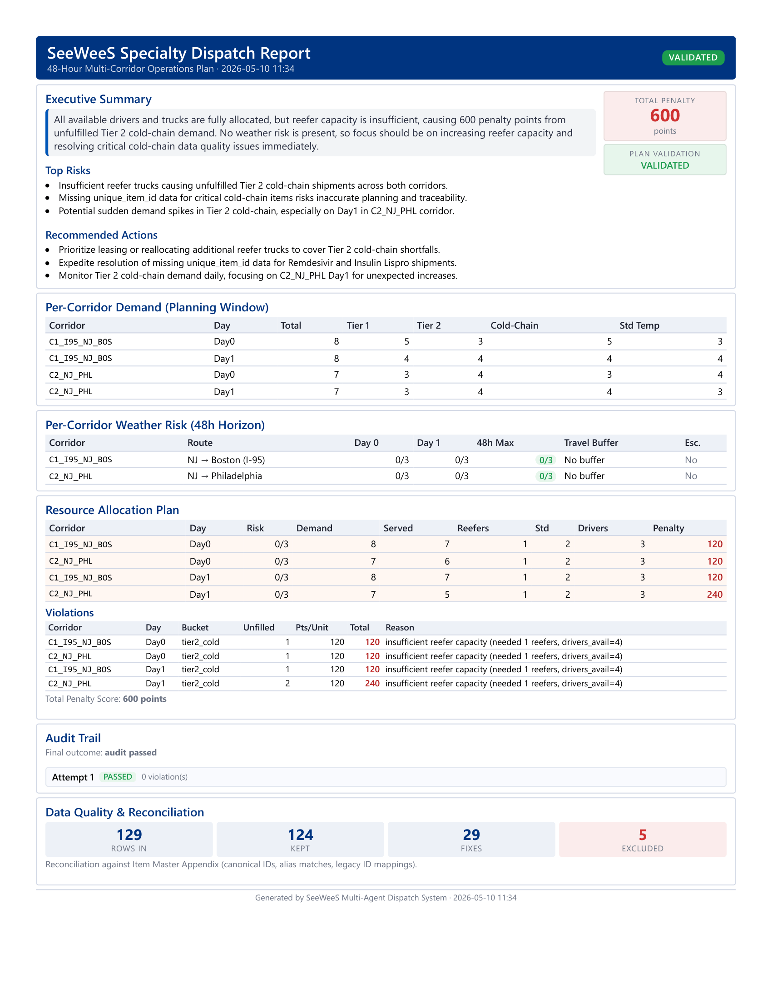 SeeWeeS Specialty Dispatch Report
48-Hour Multi-Corridor Operations Plan · 2026-05-10 11:34
VALIDATED
Executive Summary
All available drivers and trucks are fully allocated, but reefer capacity is insufficient, causing 600 penalty points from
unfulfilled Tier 2 cold-chain demand. No weather risk is present, so focus should be on increasing reefer capacity and
resolving critical cold-chain data quality issues immediately.
TOTAL PENALTY
600
points
PLAN VALIDATION
VALIDATED
Top Risks
• Insufficient reefer trucks causing unfulfilled Tier 2 cold-chain shipments across both corridors.
• Missing unique_item_id data for critical cold-chain items risks inaccurate planning and traceability.
• Potential sudden demand spikes in Tier 2 cold-chain, especially on Day1 in C2_NJ_PHL corridor.
Recommended Actions
• Prioritize leasing or reallocating additional reefer trucks to cover Tier 2 cold-chain shortfalls.
• Expedite resolution of missing unique_item_id data for Remdesivir and Insulin Lispro shipments.
• Monitor Tier 2 cold-chain demand daily, focusing on C2_NJ_PHL Day1 for unexpected increases.
Per-Corridor Demand (Planning Window)
Corridor Day Total Tier 1 Tier 2 Cold-Chain Std Temp
C1_I95_NJ_BOS Day0 8 5 3 5 3
C1_I95_NJ_BOS Day1 8 4 4 4 4
C2_NJ_PHL Day0 7 3 4 3 4
C2_NJ_PHL Day1 7 3 4 4 3
Per-Corridor Weather Risk (48h Horizon)
Corridor Route Day 0 Day 1 48h Max Travel Buffer Esc.
C1_I95_NJ_BOS NJ → Boston (I-95) 0/3 0/3 0/3 No buffer No
C2_NJ_PHL NJ → Philadelphia 0/3 0/3 0/3 No buffer No
Resource Allocation Plan
Corridor Day Risk Demand Served Reefers Std Drivers Penalty
C1_I95_NJ_BOS Day0 0/3 8 7 1 2 3 120
C2_NJ_PHL Day0 0/3 7 6 1 2 3 120
C1_I95_NJ_BOS Day1 0/3 8 7 1 2 3 120
C2_NJ_PHL Day1 0/3 7 5 1 2 3 240
Violations
Corridor Day Bucket Unfilled Pts/Unit Total Reason
C1_I95_NJ_BOS Day0 tier2_cold 1 120 120 insufficient reefer capacity (needed 1 reefers, drivers_avail=4)
C2_NJ_PHL Day0 tier2_cold 1 120 120 insufficient reefer capacity (needed 1 reefers, drivers_avail=4)
C1_I95_NJ_BOS Day1 tier2_cold 1 120 120 insufficient reefer capacity (needed 1 reefers, drivers_avail=4)
C2_NJ_PHL Day1 tier2_cold 2 120 240 insufficient reefer capacity (needed 1 reefers, drivers_avail=4)
Total Penalty Score: 600 points
Audit Trail
Final outcome: audit passed
Attempt 1 PASSED 0 violation(s)
Data Quality & Reconciliation
129 124 29 5
ROWS IN KEPT FIXES EXCLUDED
Reconciliation against Item Master Appendix (canonical IDs, alias matches, legacy ID mappings).
Generated by SeeWeeS Multi-Agent Dispatch System · 2026-05-10 11:34